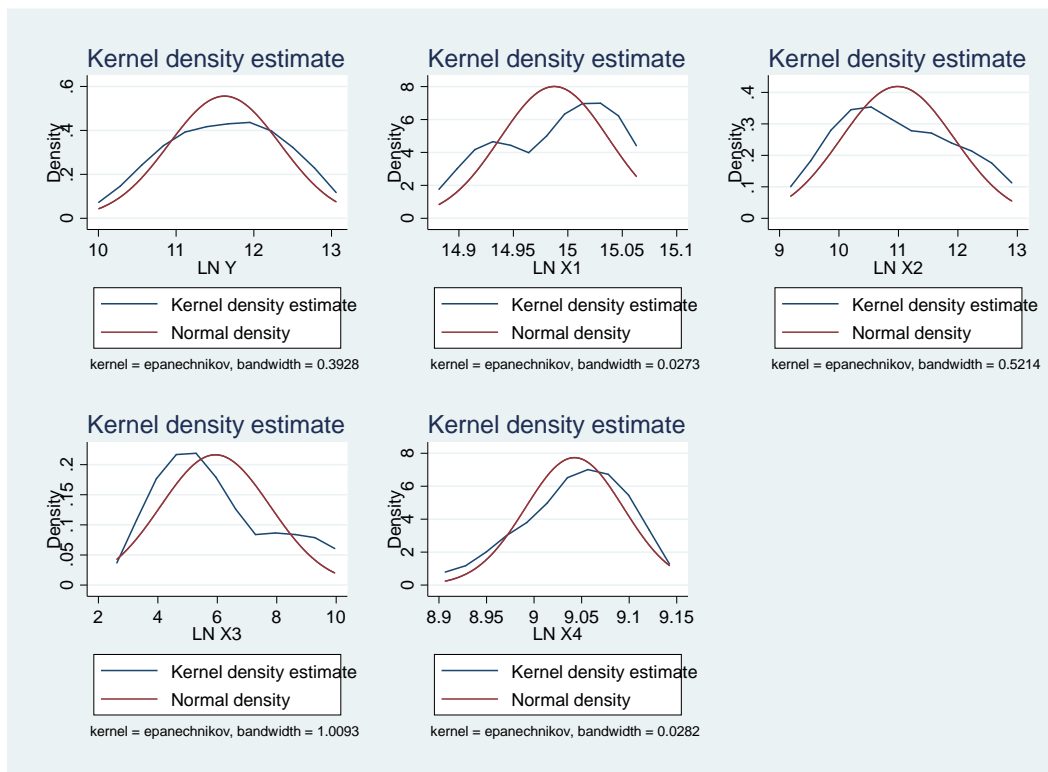 Kernel density estimate
Density
0 .2 .4 .6
10 11 12 13
LN Y
Kernel density estimate
Normal density
kernel = epanechnikov, bandwidth = 0.3928
Kernel density estimate
Density
0 2 4 6 8
14.9 14.95 15 15.05 15.1
LN X1
Kernel density estimate
Normal density
kernel = epanechnikov, bandwidth = 0.0273
Kernel density estimate
Density
0 .1 .2 .3 .4
9 10 11 12 13
LN X2
Kernel density estimate
Normal density
kernel = epanechnikov, bandwidth = 0.5214
Kernel density estimate
Density
0 .05 .1 .15 .2
2 4 6 8 10
LN X3
Kernel density estimate
Normal density
kernel = epanechnikov, bandwidth = 1.0093
Kernel density estimate
Density
0 2 4 6 8
8.9 8.95 9 9.05 9.1 9.15
LN X4
Kernel density estimate
Normal density
kernel = epanechnikov, bandwidth = 0.0282